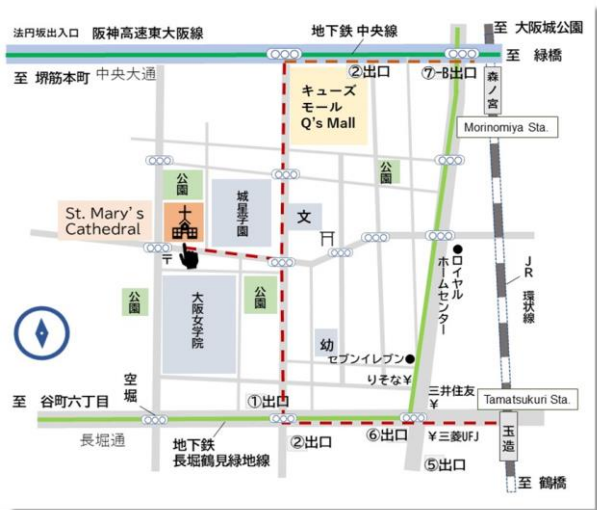 法円坂出入口 阪神高速東大阪線
地下鉄 中央線
至 大阪城公園
至 緑橋
至 堺筋本町
中央大通
②出口
⑦-B出口
森ノ宮
Morinomiya Sta.
キューズ
モール
Q's Mall
公園
公園
城星学園
文
St. Mary's
Cathedral
〒
ロイヤル
ホームセンター
JR 環状線
公園
大阪女学院
公園
幼
セブンイレブン
りそな¥
空堀
①出口
三井住友
¥
Tamatsukuri Sta.
至 谷町六丁目
長堀通
地下鉄
長堀鶴見緑地線
②出口
⑥出口
¥三菱UFJ
⑤出口
玉造
至 鶴橋